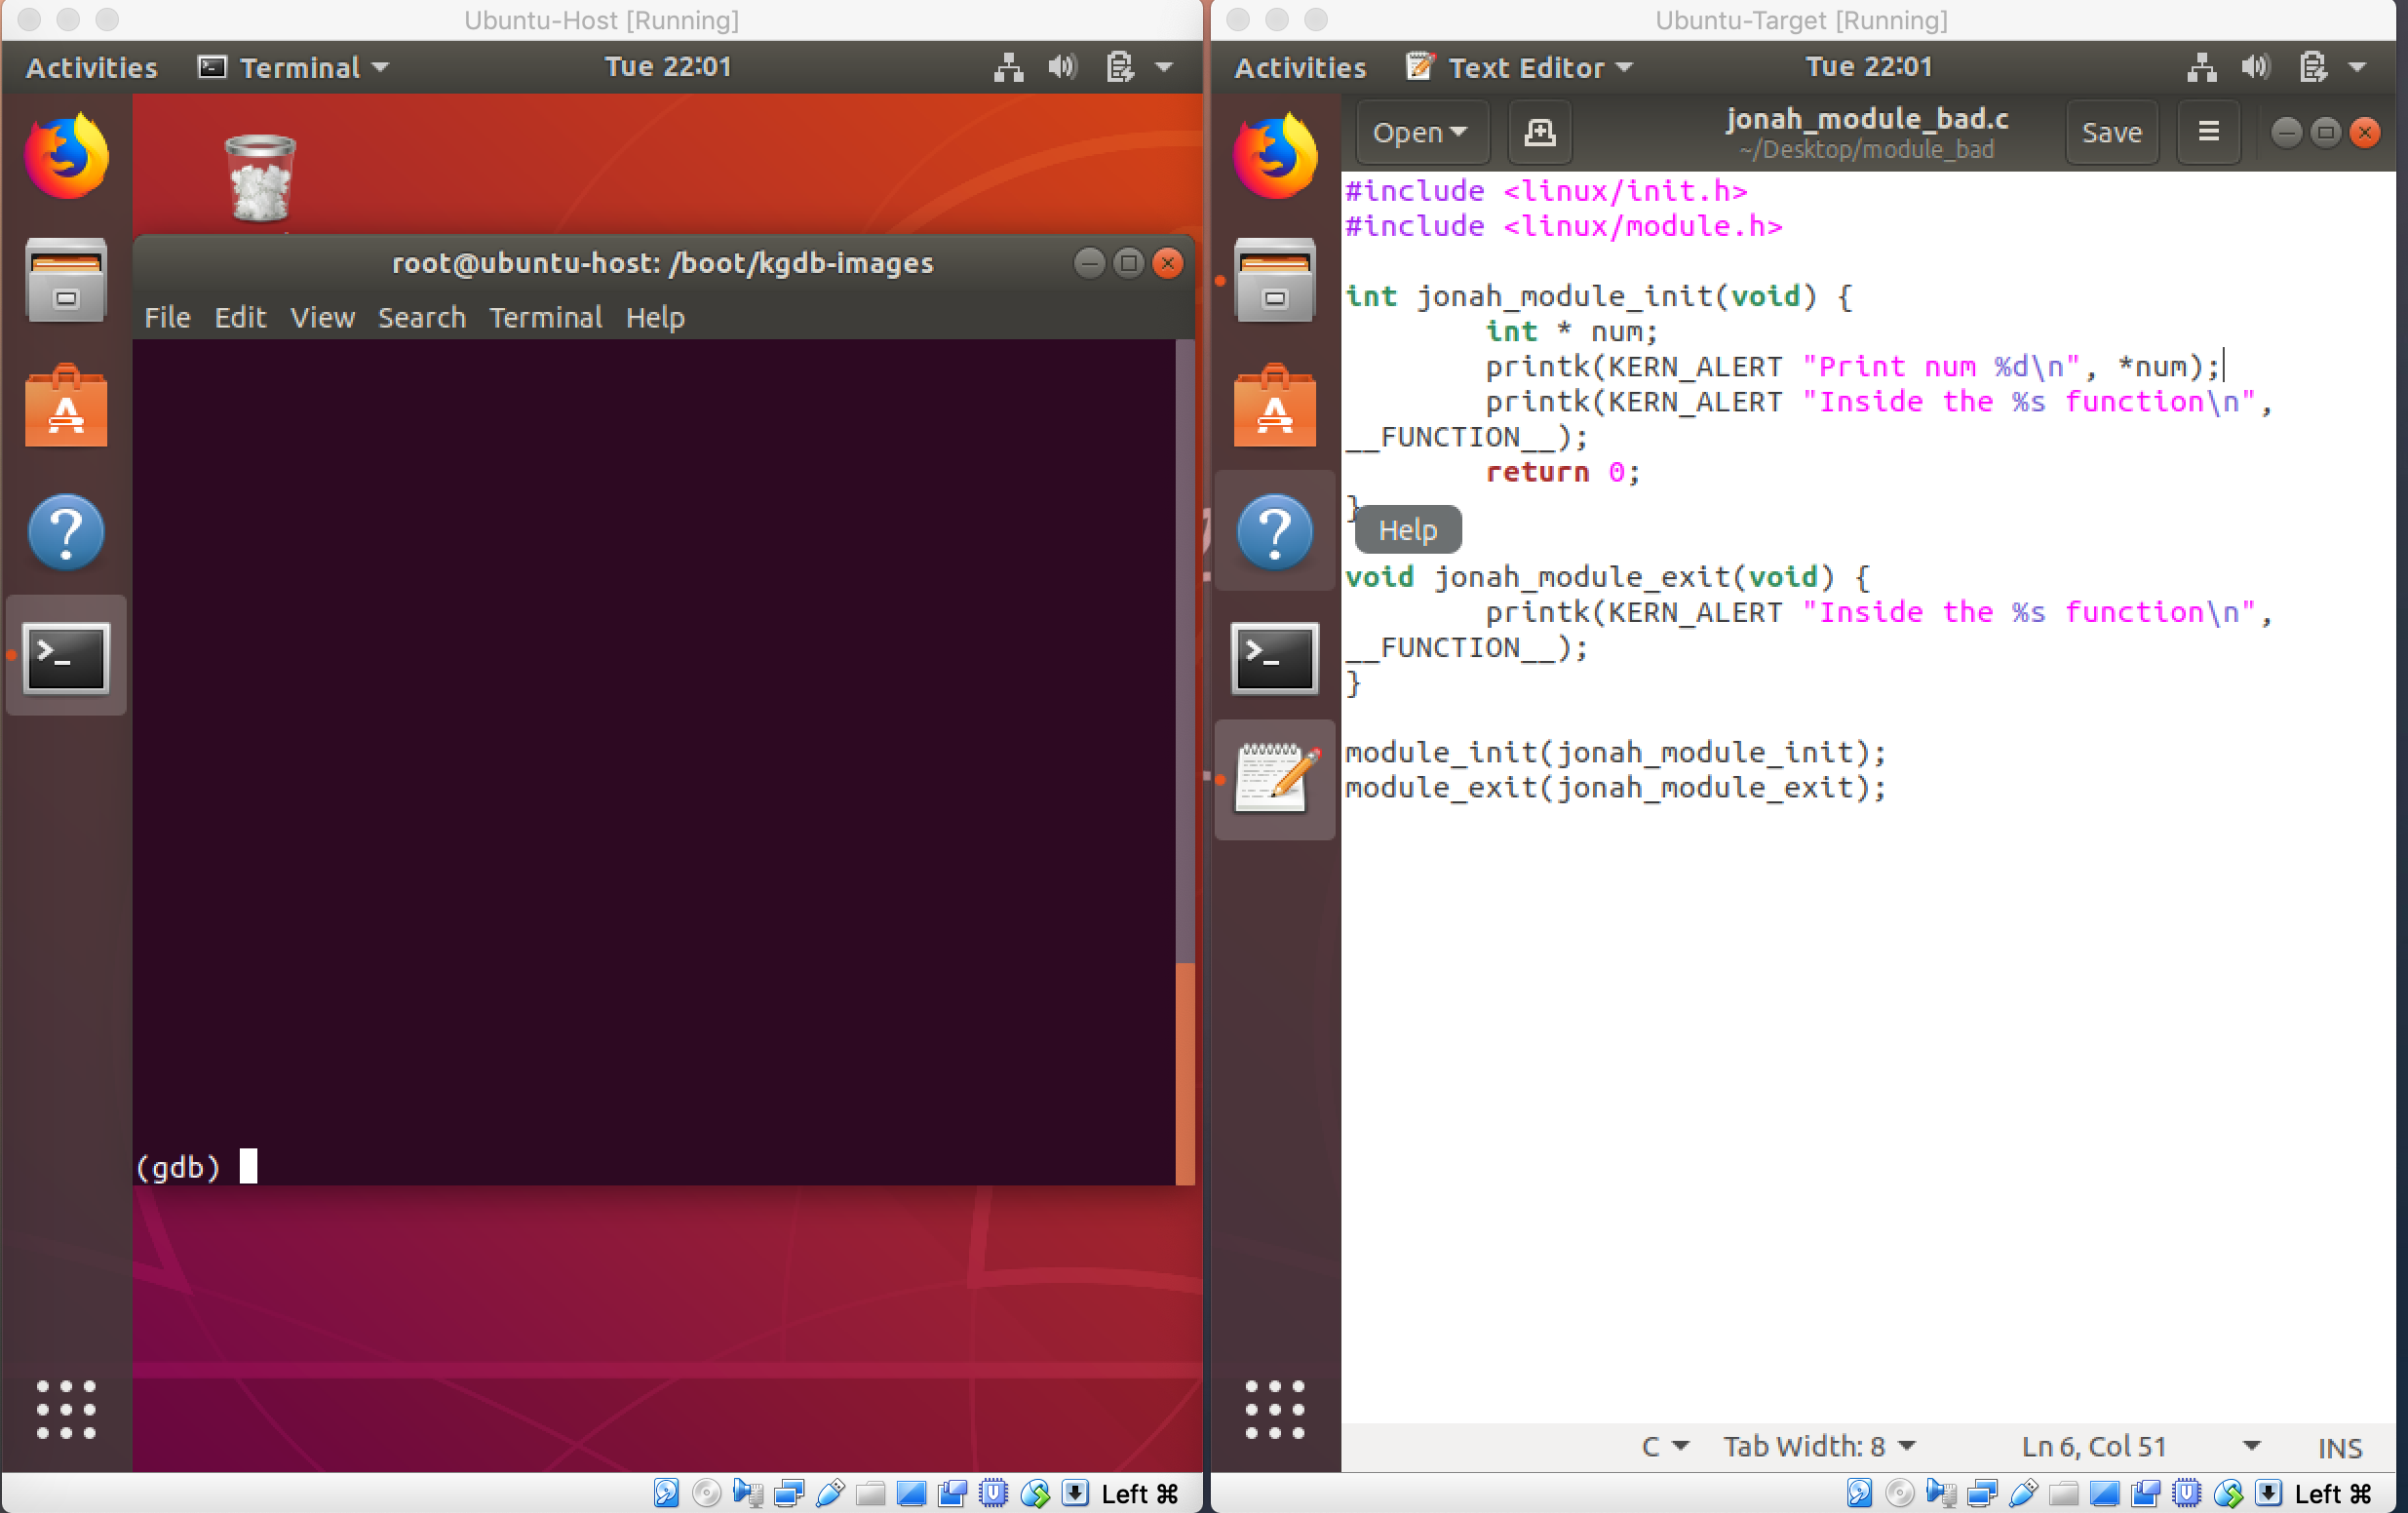 Ubuntu-Host [Running]
Activities Terminal Tue 22:01
root@ubuntu-host: /boot/kgdb-images
File Edit View Search Terminal Help
(gdb)
Left ⌘
Ubuntu-Target [Running]
Activities Text Editor Tue 22:01
Open jonah_module_bad.c Save
~/Desktop/module_bad
#include <linux/init.h>
#include <linux/module.h>
int jonah_module_init(void) {
int * num;
printk(KERN_ALERT "Print num %d\n", *num);
printk(KERN_ALERT "Inside the %s function\n",
__FUNCTION__);
return 0;
}
Help
void jonah_module_exit(void) {
printk(KERN_ALERT "Inside the %s function\n",
__FUNCTION__);
}
module_init(jonah_module_init);
module_exit(jonah_module_exit);
C Tab Width: 8 Ln 6, Col 51 INS
Left ⌘